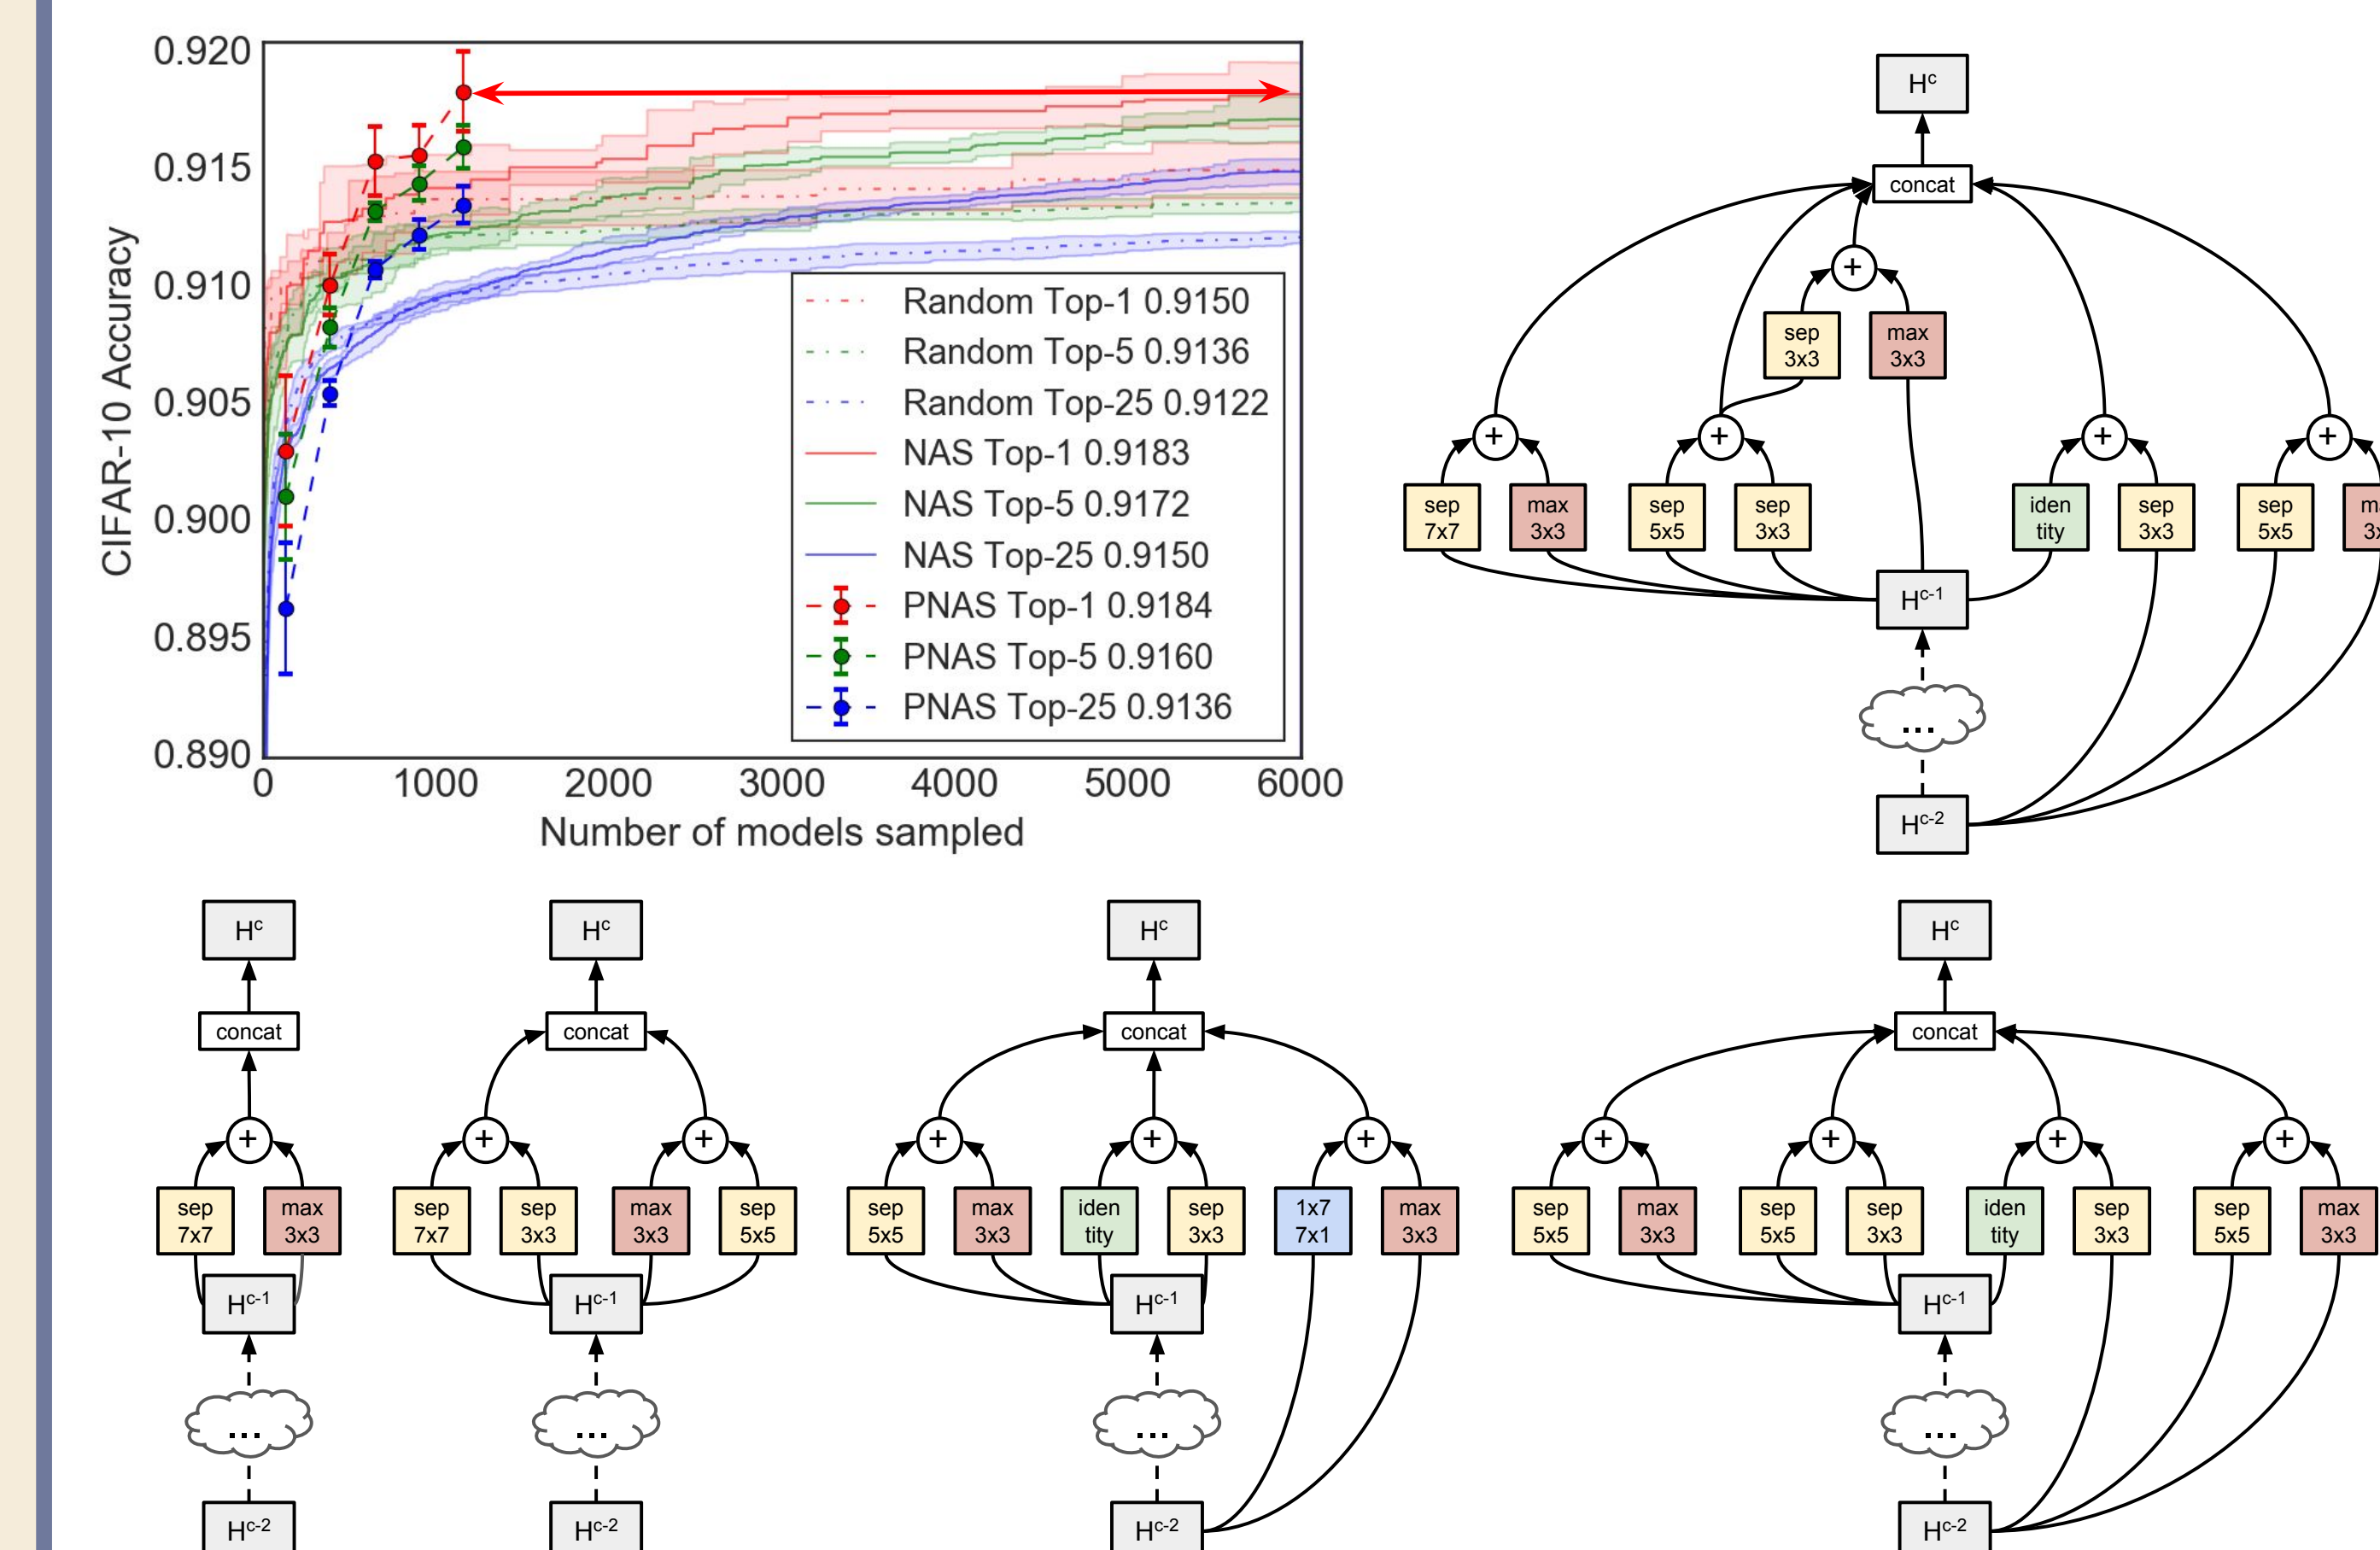 0.920
0.915
0.910
0.905
0.900
0.895
0.890
CIFAR-10 Accuracy
0 1000 2000 3000 4000 5000 6000
Number of models sampled
Random Top-1 0.9150
Random Top-5 0.9136
Random Top-25 0.9122
NAS Top-1 0.9183
NAS Top-5 0.9172
NAS Top-25 0.9150
PNAS Top-1 0.9184
PNAS Top-5 0.9160
PNAS Top-25 0.9136
Hc
concat
+
sep
3x3
max
3x3
+ + + +
sep
7x7
max
3x3
sep
5x5
sep
3x3
iden
tity
sep
3x3
sep
5x5
Hc-1
...
Hc-2
Hc
concat
+
sep
7x7
max
3x3
Hc-1
...
Hc-2
Hc
concat
+ +
sep
7x7
sep
3x3
max
3x3
sep
5x5
Hc-1
...
Hc-2
Hc
concat
+ + +
sep
5x5
max
3x3
iden
tity
sep
3x3
1x7
7x1
max
3x3
Hc-1
...
Hc-2
Hc
concat
+ + + +
sep
5x5
max
3x3
sep
5x5
sep
3x3
iden
tity
sep
3x3
sep
5x5
max
3x3
Hc-1
...
Hc-2